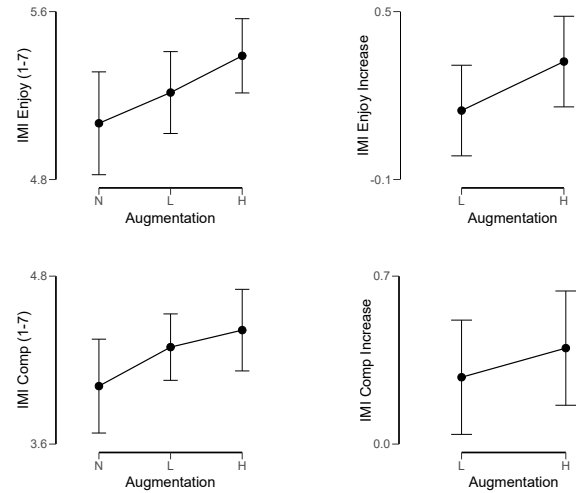 IMI Enjoy (1-7)
5.6
4.8
N L H
Augmentation
IMI Enjoy Increase
0.5
-0.1
L H
Augmentation
IMI Comp (1-7)
4.8
3.6
N L H
Augmentation
IMI Comp Increase
0.7
0.0
L H
Augmentation